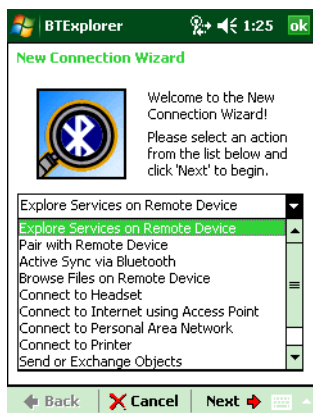 BTExplorer 1:25 ok
New Connection Wizard
Welcome to the New
Connection Wizard!
Please select an action
from the list below and
click 'Next' to begin.
Explore Services on Remote Device
Explore Services on Remote Device
Pair with Remote Device
Active Sync via Bluetooth
Browse Files on Remote Device
Connect to Headset
Connect to Internet using Access Point
Connect to Personal Area Network
Connect to Printer
Send or Exchange Objects
Back Cancel Next